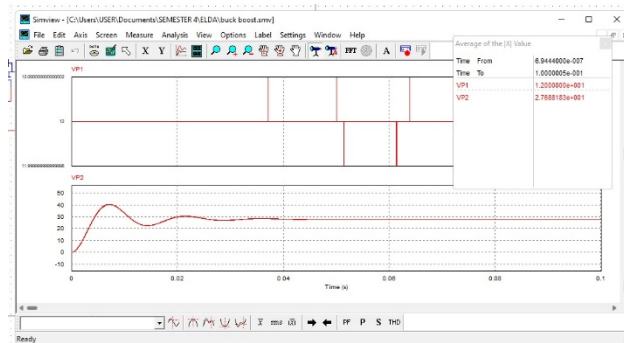 Simview - [C:\Users\USER\Documents\SEMESTER 4\ELDA\buck boost.smv]
File Edit Axis Screen Measure Analysis View Options Label Settings Window Help
X Y FFT A
Average of the |X| Value
Time From 6.9444000e-007
Time To 1.0000005e-001
VP1 1.2000000e+001
VP2 2.7688183e+001
VP1
12
VP2
50
40
30
20
10
0
-10
0 0.02 0.04 0.06 0.08 0.1
Time (s)
x rms |x| PF P S THD
Ready